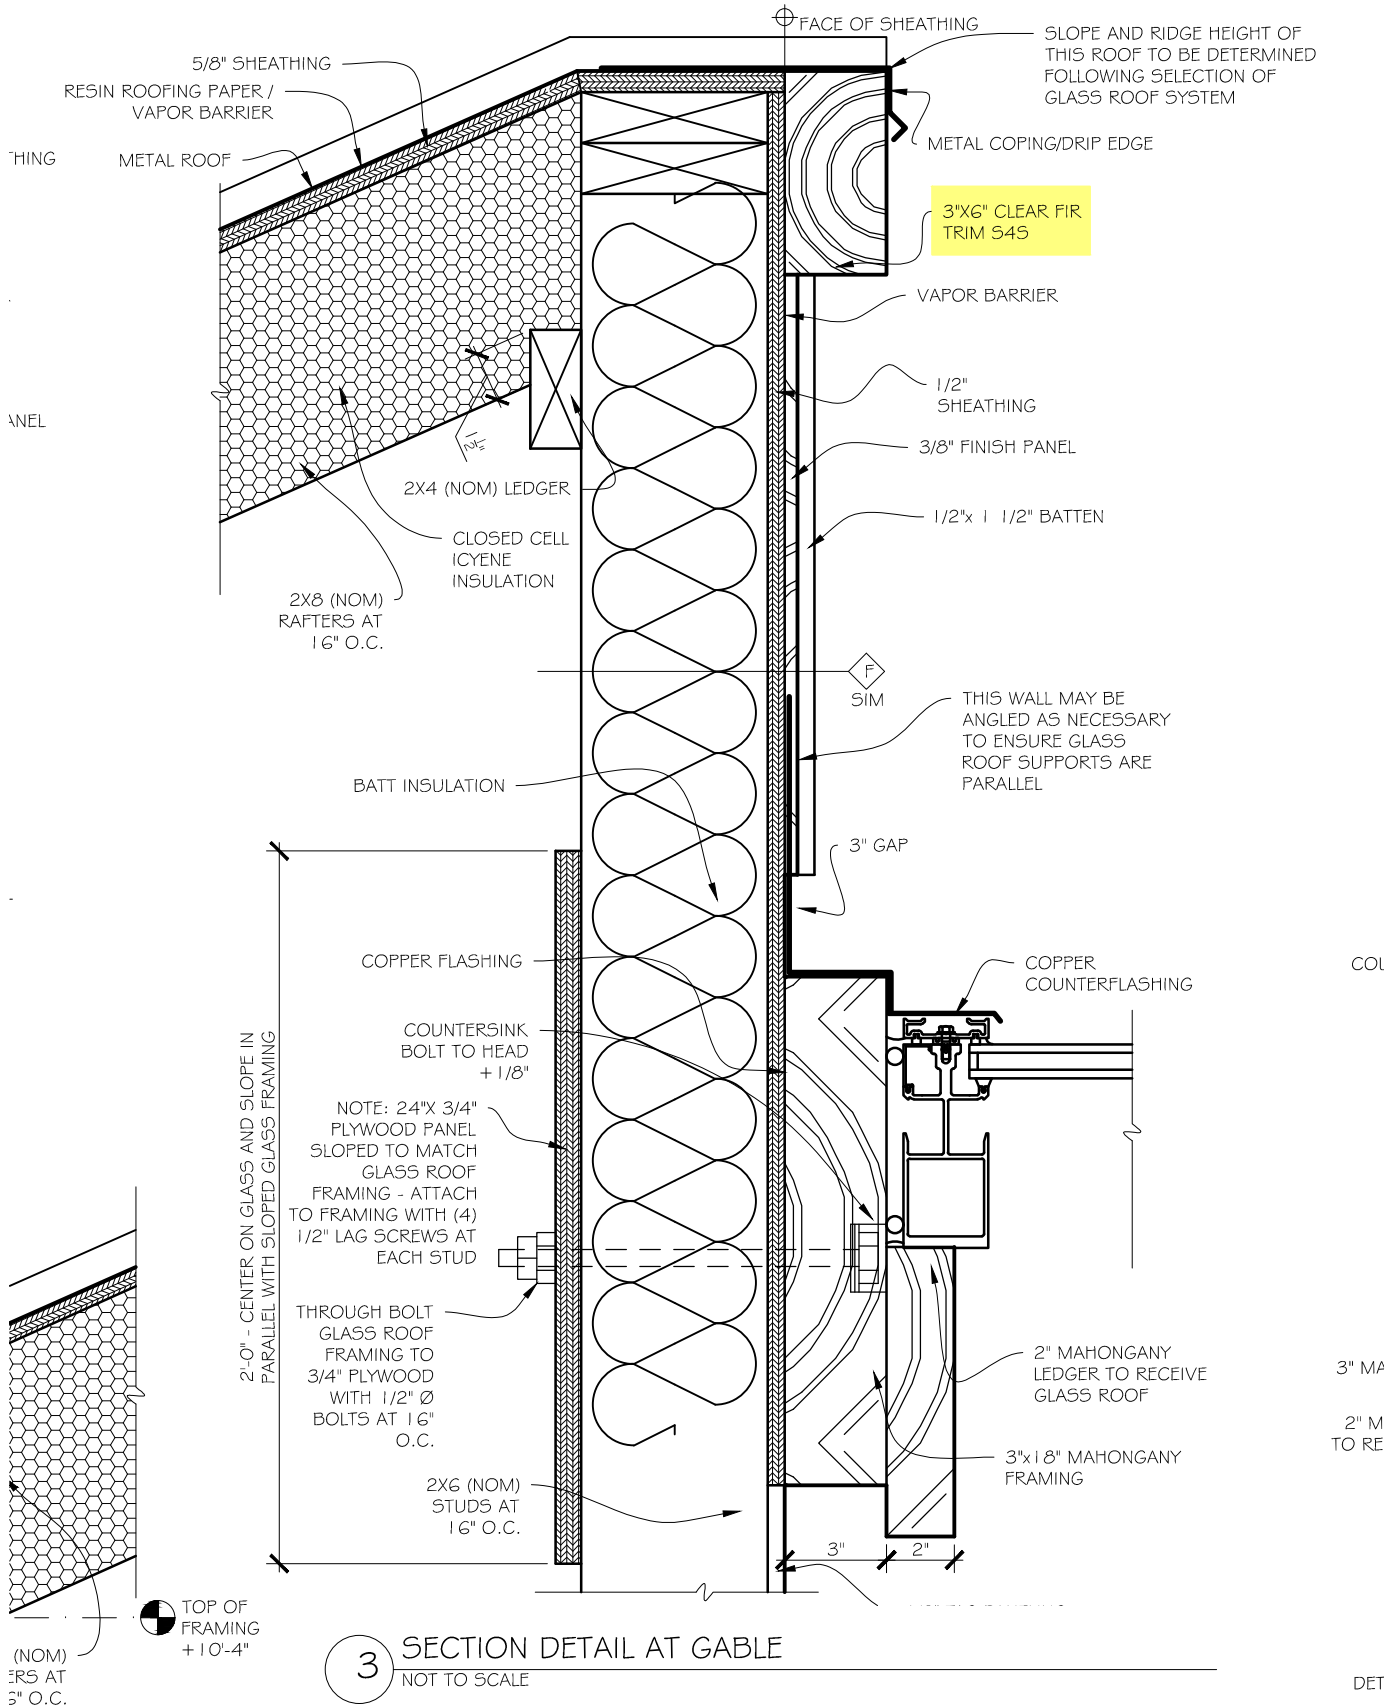 FACE OF SHEATHING
SLOPE AND RIDGE HEIGHT OF
THIS ROOF TO BE DETERMINED
FOLLOWING SELECTION OF
GLASS ROOF SYSTEM
5/8" SHEATHING
RESIN ROOFING PAPER /
VAPOR BARRIER
METAL ROOF
METAL COPING/DRIP EDGE
3"X6" CLEAR FIR
TRIM S4S
VAPOR BARRIER
1/2"
SHEATHING
3/8" FINISH PANEL
1/2"x 1 1/2" BATTEN
1/2"
2X4 (NOM) LEDGER
CLOSED CELL
ICYENE
INSULATION
2X8 (NOM)
RAFTERS AT
16" O.C.
F
SIM
THIS WALL MAY BE
ANGLED AS NECESSARY
TO ENSURE GLASS
ROOF SUPPORTS ARE
PARALLEL
BATT INSULATION
3" GAP
COPPER FLASHING
COPPER
COUNTERFLASHING
COUNTERSINK
BOLT TO HEAD
+1/8"
NOTE: 24"X 3/4"
PLYWOOD PANEL
SLOPED TO MATCH
GLASS ROOF
FRAMING - ATTACH
TO FRAMING WITH (4)
1/2" LAG SCREWS AT
EACH STUD
2'-0" - CENTER ON GLASS AND SLOPE IN
PARALLEL WITH SLOPED GLASS FRAMING
THROUGH BOLT
GLASS ROOF
FRAMING TO
3/4" PLYWOOD
WITH 1/2" Ø
BOLTS AT 16"
O.C.
2" MAHONGANY
LEDGER TO RECEIVE
GLASS ROOF
3"x18" MAHONGANY
FRAMING
2X6 (NOM)
STUDS AT
16" O.C.
3"
2"
TOP OF
FRAMING
+10'-4"
3
SECTION DETAIL AT GABLE
NOT TO SCALE
THING
ANEL
(NOM)
ERS AT
6" O.C.
COL
3" MA
2" M
TO RE
DET